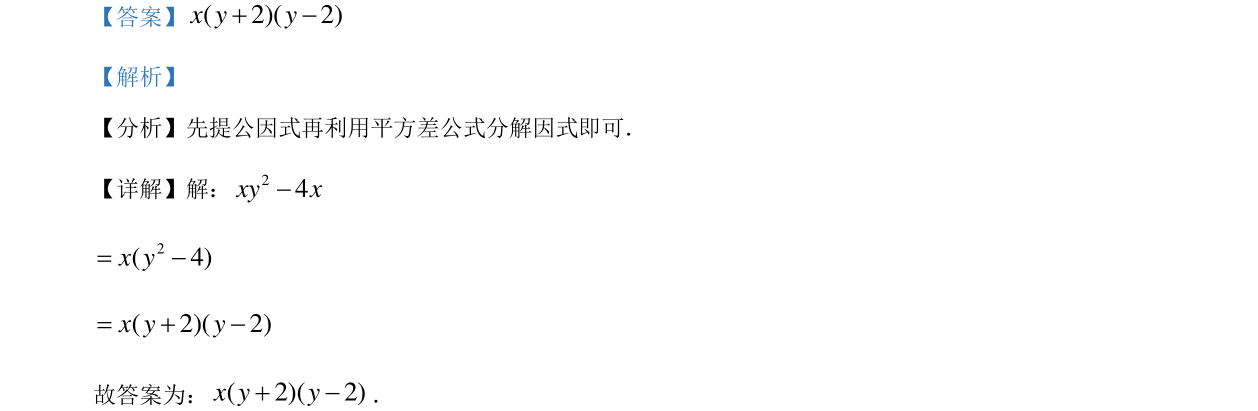 【答案】x(y+2)(y−2)
【解析】
【分析】先提公因式再利用平方差公式分解因式即可．
【详解】解：xy²−4x
=x(y²−4)
=x(y+2)(y−2)
故答案为：x(y+2)(y−2)．